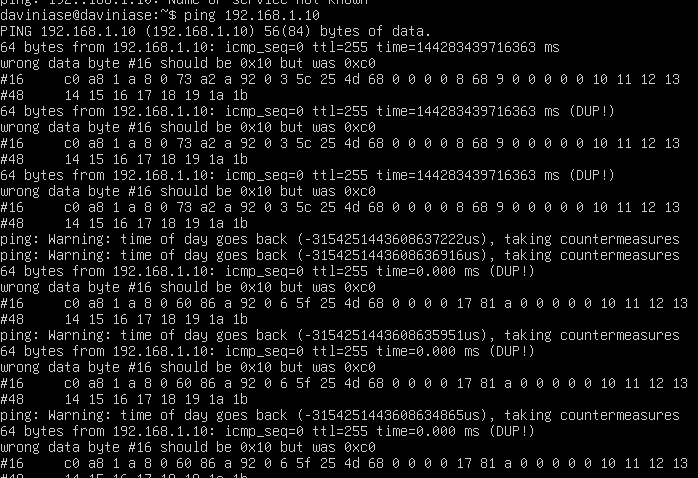 ping: 192..168.1.10: Name or service not known
daviniase@daviniase:~$ ping 192.168.1.10
PING 192.168.1.10 (192.168.1.10) 56(84) bytes of data.
64 bytes from 192.168.1.10: icmp_seq=0 ttl=255 time=144283439716363 ms
wrong data byte #16 should be 0x10 but was 0xc0
#16 c0 a8 1 a 8 0 73 a2 a 92 0 3 5c 25 4d 68 0 0 0 0 8 68 9 0 0 0 0 0 10 11 12 13
#48 14 15 16 17 18 19 1a 1b
64 bytes from 192.168.1.10: icmp_seq=0 ttl=255 time=144283439716363 ms (DUP!)
wrong data byte #16 should be 0x10 but was 0xc0
#16 c0 a8 1 a 8 0 73 a2 a 92 0 3 5c 25 4d 68 0 0 0 0 8 68 9 0 0 0 0 0 10 11 12 13
#48 14 15 16 17 18 19 1a 1b
64 bytes from 192.168.1.10: icmp_seq=0 ttl=255 time=144283439716363 ms (DUP!)
wrong data byte #16 should be 0x10 but was 0xc0
#16 c0 a8 1 a 8 0 73 a2 a 92 0 3 5c 25 4d 68 0 0 0 0 8 68 9 0 0 0 0 0 10 11 12 13
#48 14 15 16 17 18 19 1a 1b
ping: Warning: time of day goes back (-3154251443608637222us), taking countermeasures
ping: Warning: time of day goes back (-3154251443608636916us), taking countermeasures
64 bytes from 192.168.1.10: icmp_seq=0 ttl=255 time=0.000 ms (DUP!)
wrong data byte #16 should be 0x10 but was 0xc0
#16 c0 a8 1 a 8 0 60 86 a 92 0 6 5f 25 4d 68 0 0 0 0 17 81 a 0 0 0 0 0 10 11 12 13
#48 14 15 16 17 18 19 1a 1b
ping: Warning: time of day goes back (-3154251443608635951us), taking countermeasures
64 bytes from 192.168.1.10: icmp_seq=0 ttl=255 time=0.000 ms (DUP!)
wrong data byte #16 should be 0x10 but was 0xc0
#16 c0 a8 1 a 8 0 60 86 a 92 0 6 5f 25 4d 68 0 0 0 0 17 81 a 0 0 0 0 0 10 11 12 13
#48 14 15 16 17 18 19 1a 1b
ping: Warning: time of day goes back (-3154251443608634865us), taking countermeasures
64 bytes from 192.168.1.10: icmp_seq=0 ttl=255 time=0.000 ms (DUP!)
wrong data byte #16 should be 0x10 but was 0xc0
#16 c0 a8 1 a 8 0 60 86 a 92 0 6 5f 25 4d 68 0 0 0 0 17 81 a 0 0 0 0 0 10 11 12 13